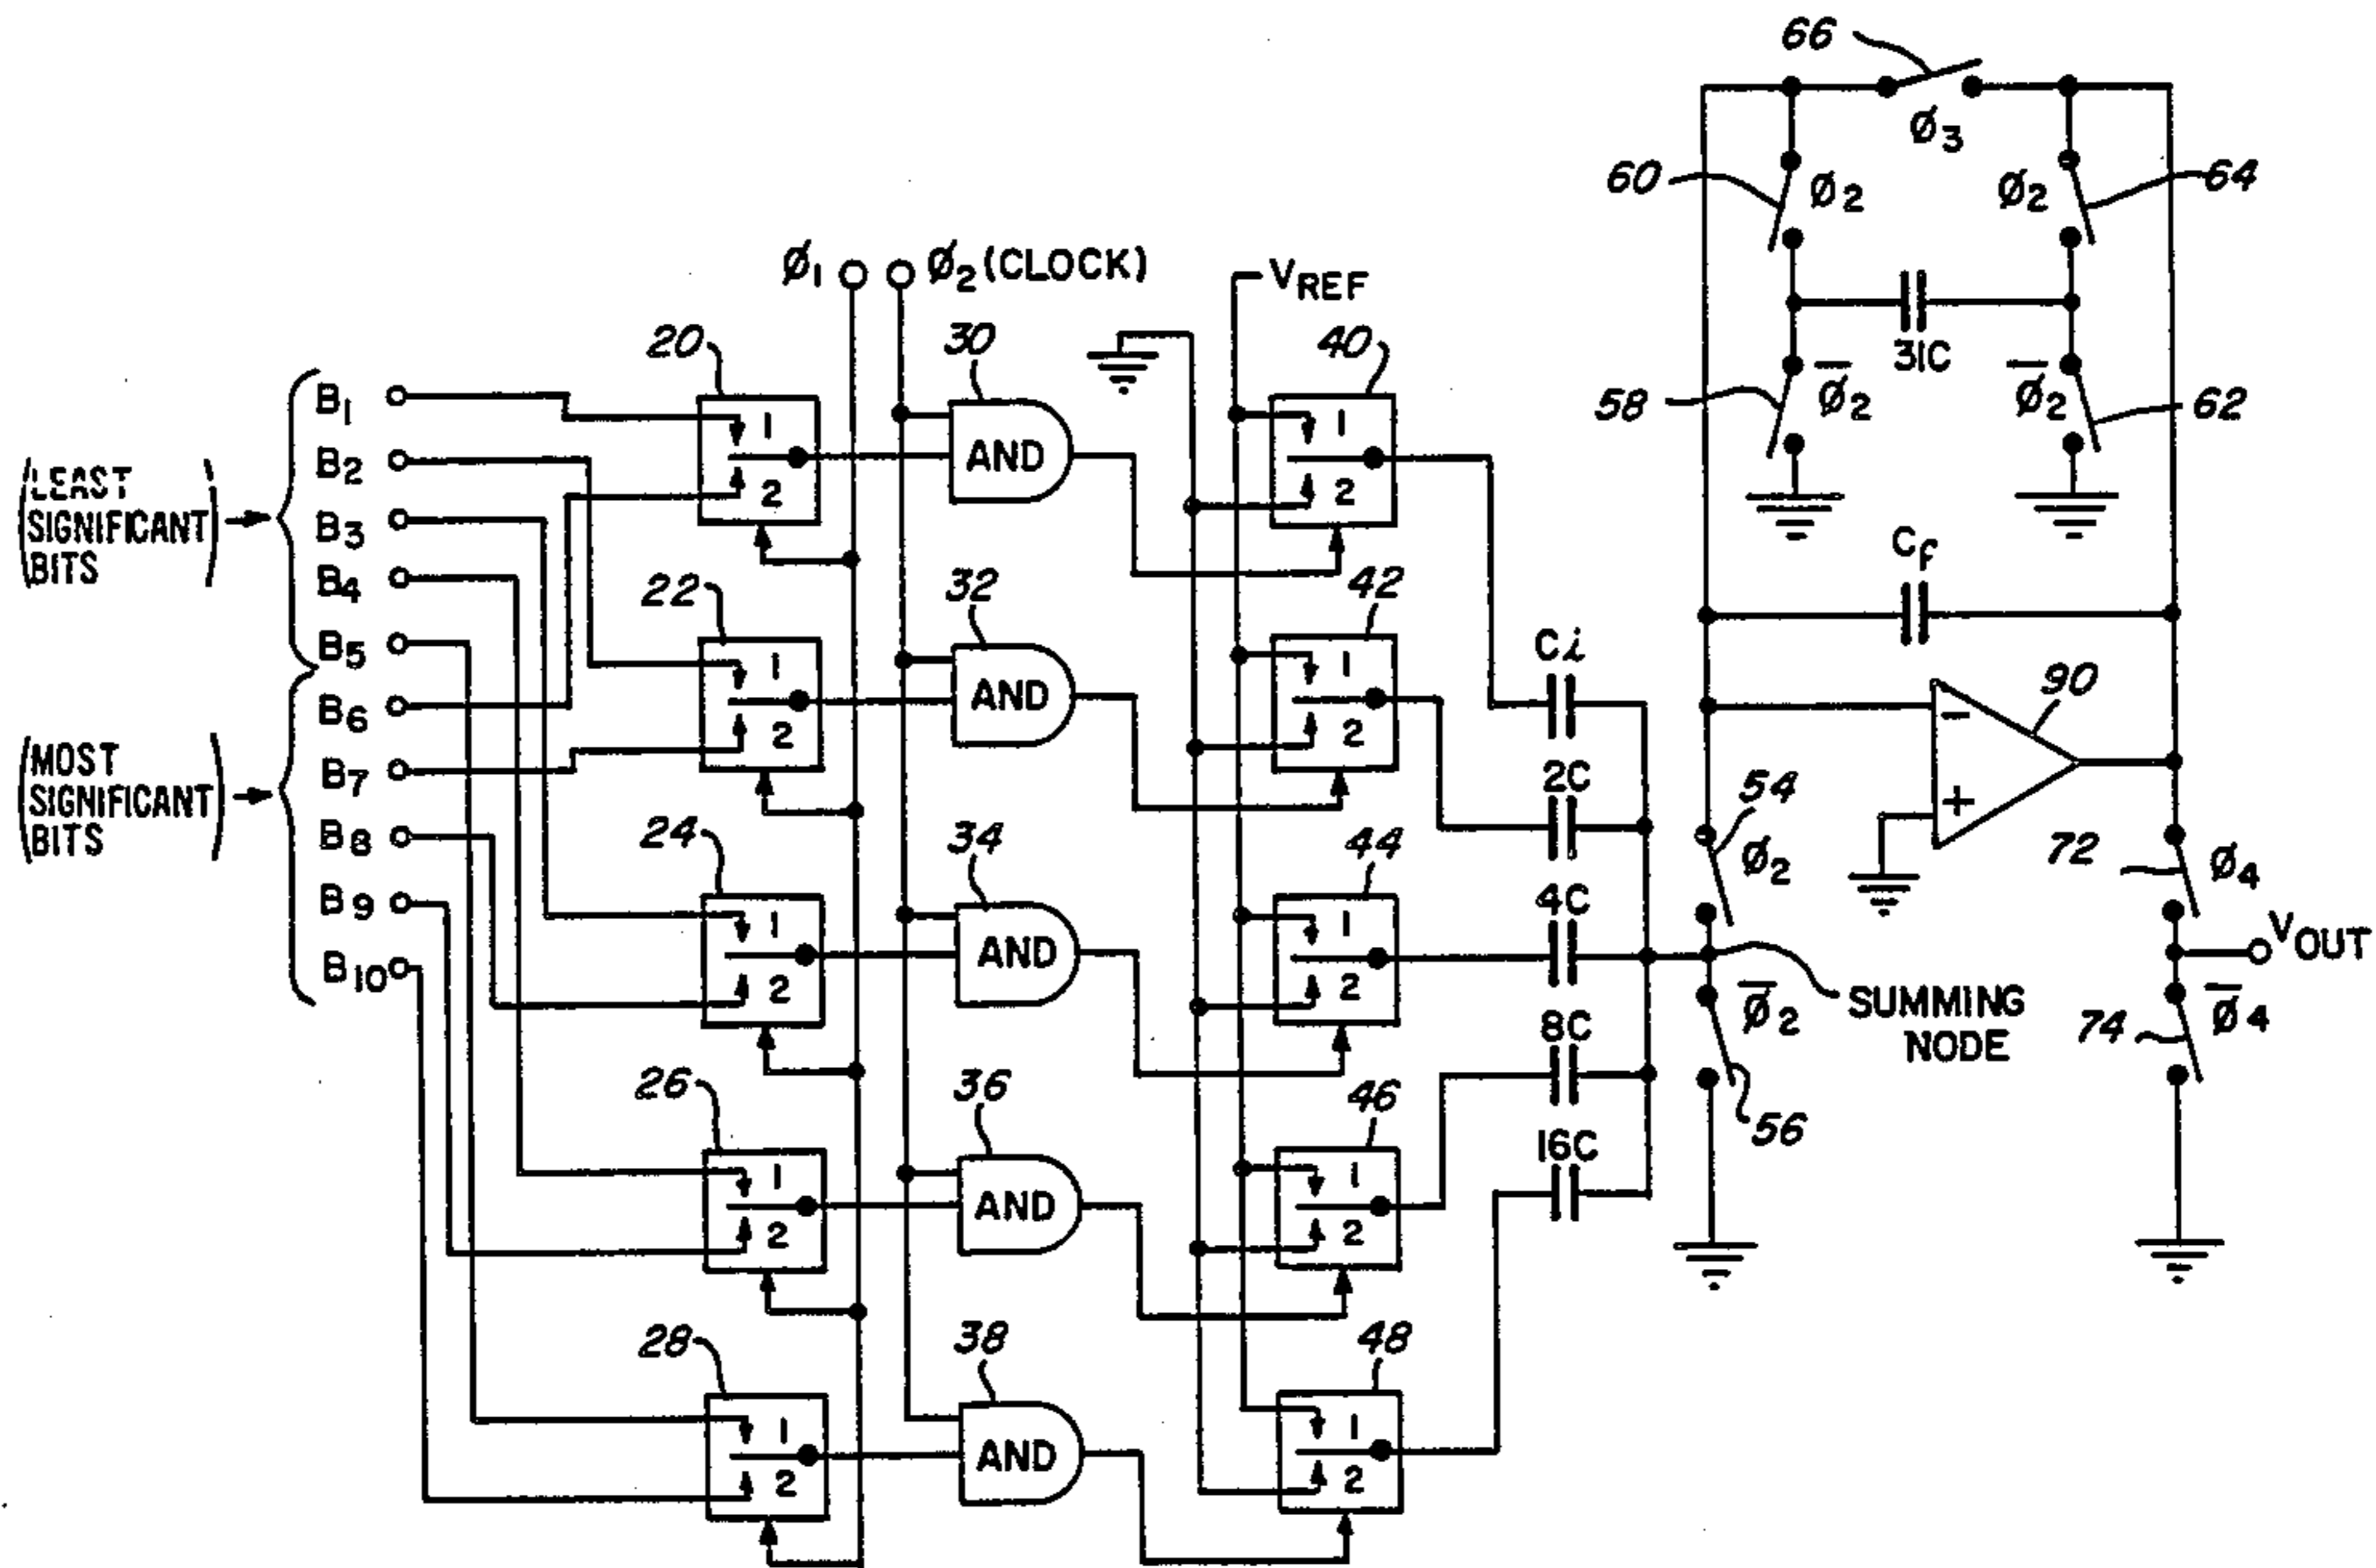 66
ø3
60
ø2
ø2
64
ø1
ø2 (CLOCK)
VREF
31C
58
ø̅2
ø̅2
62
20
30
40
B1
1
AND
1
B2
2
2
(LEAST
SIGNIFICANT
BITS)
B3
B4
B5
B6
(MOST
SIGNIFICANT
BITS)
B7
B8
B9
B10
22
32
42
1
AND
1
2
2
Cf
Ci
90
−
+
2C
54
ø2
72
ø4
24
34
44
1
AND
1
2
2
4C
VOUT
SUMMING
NODE
ø̅2
74
ø̅4
8C
56
26
36
46
1
AND
1
2
2
16C
28
38
48
1
AND
1
2
2